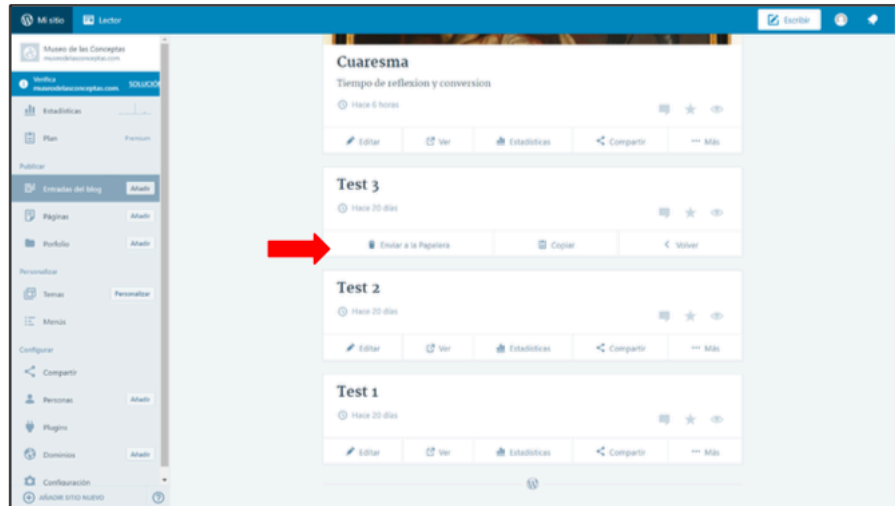 Mi sitio
Lector
Escribir
Museo de las Conceptas
museodelasconceptas.com
Verifica
museodelasconceptas.com
SOLUCIÓN
Estadísticas
Plan
Premium
Publicar
Entradas del blog
Añadir
Páginas
Añadir
Porfolio
Añadir
Personalizar
Temas
Personalizar
Menús
Configurar
Compartir
Personas
Añadir
Plugins
Dominios
Añadir
Configuración
AÑADIR SITIO NUEVO
Cuaresma
Tiempo de reflexion y conversion
Hace 6 horas
Editar Ver Estadísticas Compartir Más
Test 3
Hace 20 días
Enviar a la Papelera Copiar Volver
Test 2
Hace 20 días
Editar Ver Estadísticas Compartir Más
Test 1
Hace 20 días
Editar Ver Estadísticas Compartir Más